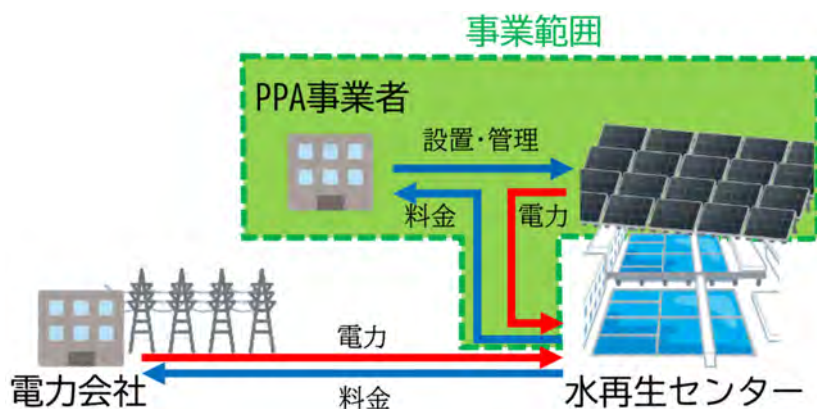 事業範囲
PPA事業者
設置・管理
料金
電力
電力
電力会社
料金
水再生センター